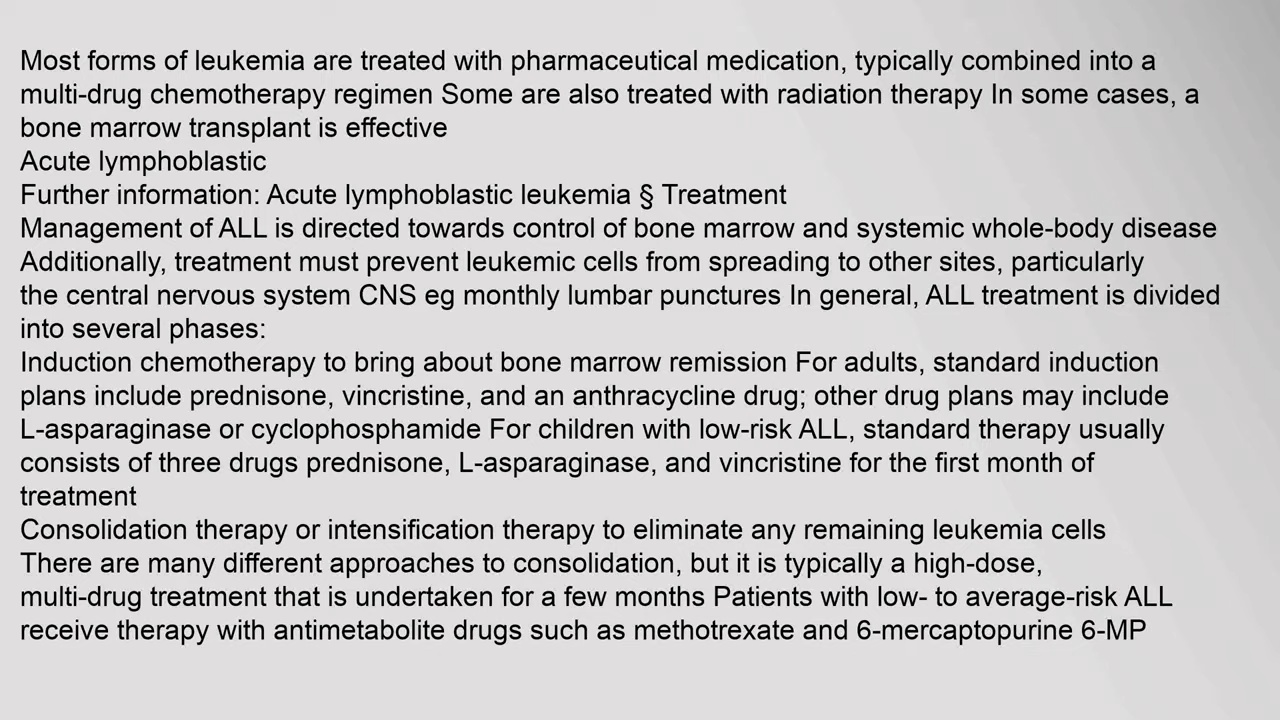 Most forms of leukemia are treated with pharmaceutical medication, typically combined into a
multi-drug chemotherapy regimen Some are also treated with radiation therapy In some cases, a
bone marrow transplant is effective
Acute lymphoblastic
Further information: Acute lymphoblastic leukemia § Treatment
Management of ALL is directed towards control of bone marrow and systemic whole-body disease
Additionally, treatment must prevent leukemic cells from spreading to other sites, particularly
the central nervous system CNS eg monthly lumbar punctures In general, ALL treatment is divided
into several phases:
Induction chemotherapy to bring about bone marrow remission For adults, standard induction
plans include prednisone, vincristine, and an anthracycline drug; other drug plans may include
L-asparaginase or cyclophosphamide For children with low-risk ALL, standard therapy usually
consists of three drugs prednisone, L-asparaginase, and vincristine for the first month of
treatment
Consolidation therapy or intensification therapy to eliminate any remaining leukemia cells
There are many different approaches to consolidation, but it is typically a high-dose,
multi-drug treatment that is undertaken for a few months Patients with low- to average-risk ALL
receive therapy with antimetabolite drugs such as methotrexate and 6-mercaptopurine 6-MP